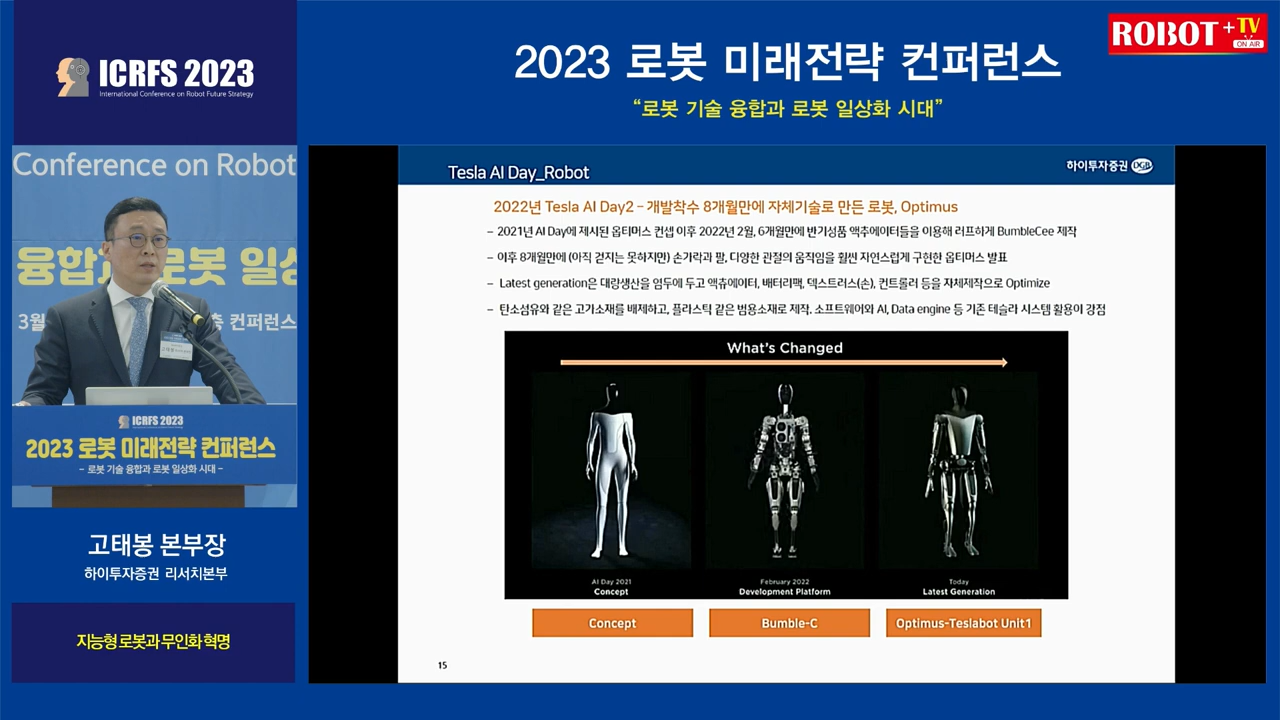 ICRFS 2023
International Conference on Robot Future Strategy
2023 로봇 미래전략 컨퍼런스
“로봇 기술 융합과 로봇 일상화 시대”
ROBOT+TV
ON AIR
Conference on Robot
융합과 로봇 일상
3월
층 컨퍼런스
ICRFS 2023
2023 로봇 미래전략 컨퍼런스
- 로봇 기술 융합과 로봇 일상화 시대 -
고태봉 본부장
하이투자증권 리서치본부
지능형 로봇과 무인화 혁명
Tesla AI Day_Robot
하이투자증권 DGB
2022년 Tesla AI Day2 – 개발착수 8개월만에 자체기술로 만든 로봇, Optimus
– 2021년 AI Day에 제시된 옵티머스 컨셉 이후 2022년 2월, 6개월만에 반기성품 액추에이터들을 이용해 러프하게 BumbleCee 제작
– 이후 8개월만에 (아직 걷지는 못하지만) 손가락과 팔, 다양한 관절의 움직임을 훨씬 자연스럽게 구현한 옵티머스 발표
– Latest generation은 대량생산을 염두에 두고 액츄에이터, 배터리팩, 덱스트러스(손), 컨트롤러 등을 자체제작으로 Optimize
– 탄소섬유와 같은 고가소재를 배제하고, 플라스틱 같은 범용소재로 제작. 소프트웨어와 AI, Data engine 등 기존 테슬라 시스템 활용이 강점
What's Changed
AI Day 2021
Concept
February 2022
Development Platform
Today
Latest Generation
Concept
Bumble-C
Optimus-Teslabot Unit1
15